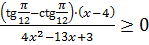 (tg π/12 − ctg π/12)·(x−4) / 4x² −13x+3 ≥ 0